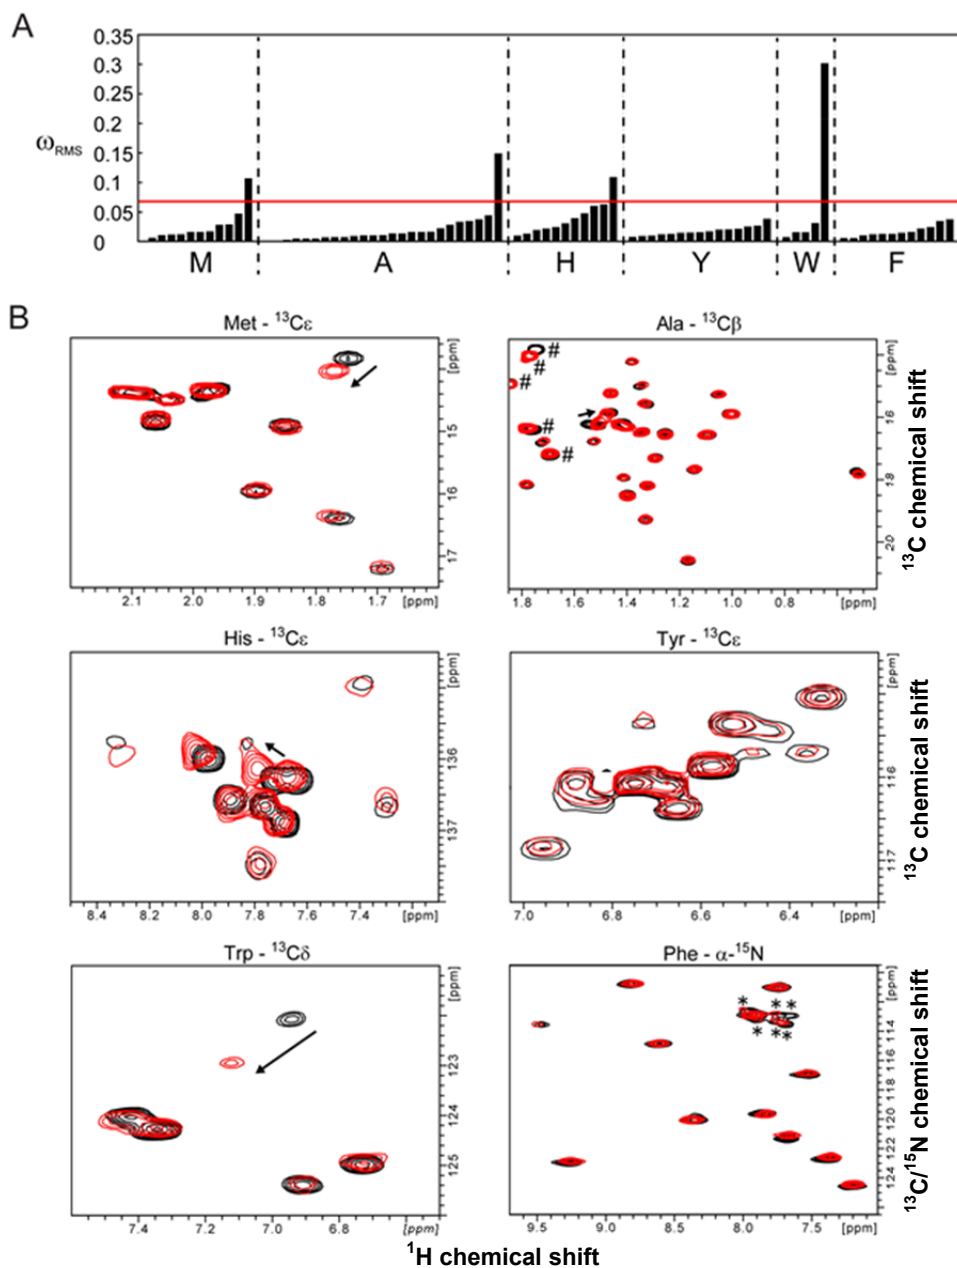 A
0.35
0.3
0.25
0.2
0.15
0.1
0.05
0
ωRMS
M A H Y W F
B
Met - ¹³Cε
[ppm]
15
16
17
2.1 2.0 1.9 1.8 1.7 [ppm]
Ala - ¹³Cβ
[ppm]
16
18
20
# # # # #
1.8 1.6 1.4 1.2 1.0 [ppm]
¹³C chemical shift
His - ¹³Cε
[ppm]
136
137
8.4 8.2 8.0 7.8 7.6 7.4 [ppm]
Tyr - ¹³Cε
[ppm]
116
117
7.0 6.8 6.6 6.4 [ppm]
¹³C chemical shift
Trp - ¹³Cδ
[ppm]
123
124
125
7.4 7.2 7.0 6.8 [ppm]
Phe - α-¹⁵N
[ppm]
* * *
* * *
114
116
118
120
122
124
9.5 9.0 8.5 8.0 7.5 [ppm]
¹³C/¹⁵N chemical shift
¹H chemical shift